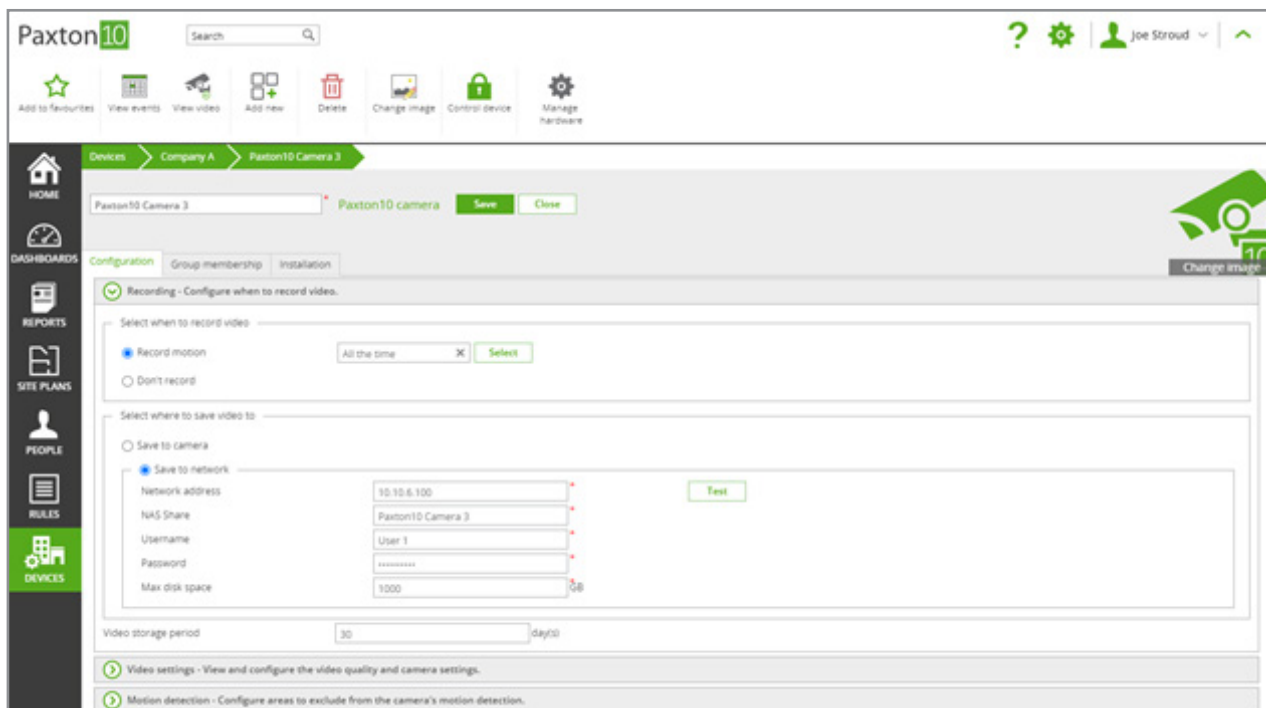 Paxton10
Search
Joe Stroud
Add to favourites View events View video Add new Delete Change image Control device Manage hardware
Devices Company A Paxton10 Camera 3
HOME
Paxton10 Camera 3 * Paxton10 camera Save Close
DASHBOARDS
Configuration Group membership Installation
10
Change image
Recording - Configure when to record video.
REPORTS
Select when to record video
Record motion All the time Select
Don't record
SITE PLANS
Select where to save video to
Save to camera
PEOPLE
Save to network
Network address 10.10.6.100 * Test
NAS Share Paxton10 Camera 3 *
RULES
Username User 1 *
Password ********* *
DEVICES
Max disk space 1000 * GB
Video storage period 30 day(s)
Video settings - View and configure the video quality and camera settings.
Motion detection - Configure areas to exclude from the camera's motion detection.